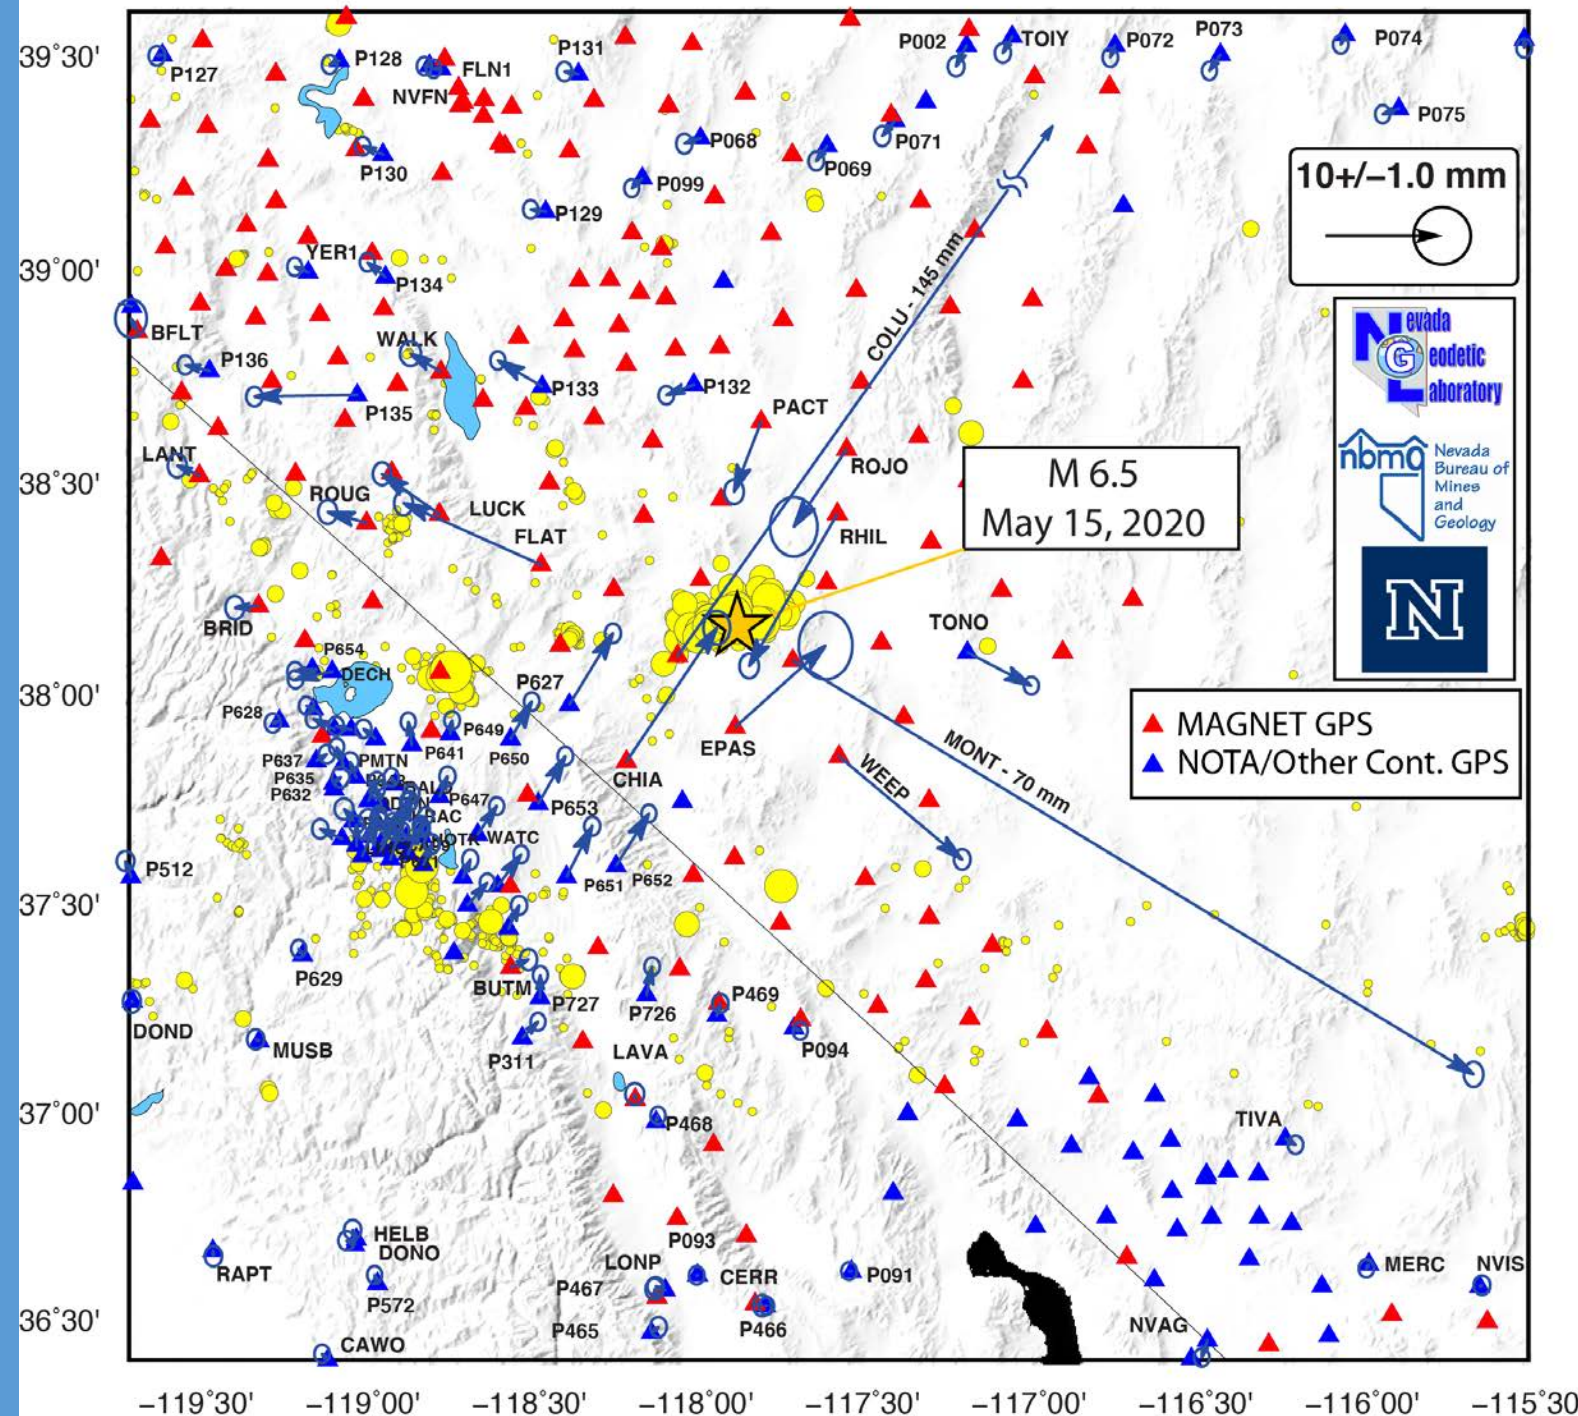 39°30'
39°00'
38°30'
38°00'
37°30'
37°00'
36°30'
−119°30'
−119°00'
−118°30'
−118°00'
−117°30'
−117°00'
−116°30'
−116°00'
−115°30'
P127
P128
FLN1
NVFN
P131
P002
TOIY
P072
P073
P074
P075
P130
P068
P069
P071
P099
P129
YER1
P134
BFLT
P136
WALK
P135
P133
P132
COLU - 145 mm
PACT
ROJO
LANT
ROUG
LUCK
FLAT
RHIL
BRID
TONO
P654
DECH
P628
P627
P649
P650
P641
P637
PMTN
P635
P632
P647
P653
WATC
P651
P652
CHIA
EPAS
WEEP
MONT - 70 mm
P512
P629
BUTM
P727
P726
P469
P094
DOND
MUSB
P311
LAVA
P468
TIVA
HELB
DONO
RAPT
P572
CAWO
P093
LONP
P467
CERR
P465
P466
P091
MERC
NVIS
NVAG
10+/−1.0 mm
Nevada
Geodetic
Laboratory
nbmg
Nevada
Bureau of
Mines
and
Geology
N
M 6.5
May 15, 2020
MAGNET GPS
NOTA/Other Cont. GPS